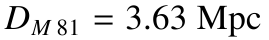 D_{M 81} = 3.63 Mpc